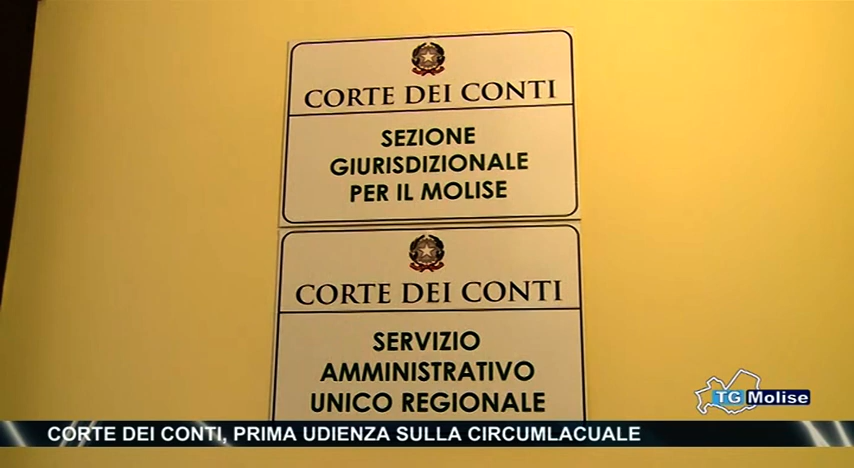 CORTE DEI CONTI
SEZIONE
GIURISDIZIONALE
PER IL MOLISE
CORTE DEI CONTI
SERVIZIO
AMMINISTRATIVO
UNICO REGIONALE
TG Molise
CORTE DEI CONTI, PRIMA UDIENZA SULLA CIRCUMLACUALE